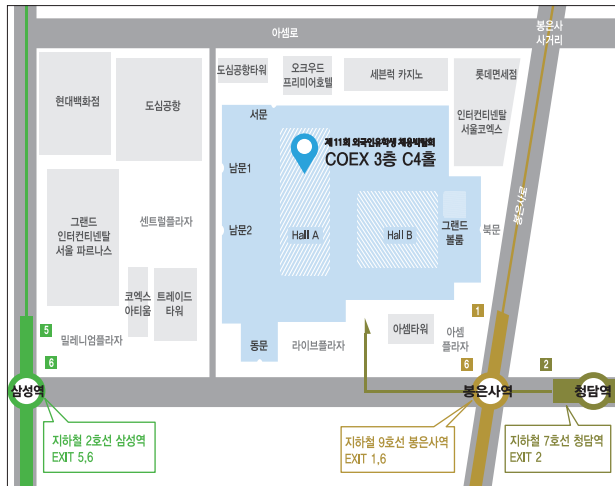 아셈로
봉은사
사거리
현대백화점
도심공항
도심공항타워
오크우드
프리미어호텔
세븐럭 카지노
롯데면세점
인터컨티넨탈
서울코엑스
서문
제 11회 외국인유학생 채용박람회
COEX 3층 C4홀
남문1
남문2
Hall A
Hall B
그랜드
볼룸
북문
봉은사로
그랜드
인터컨티넨탈
서울 파르나스
센트럴플라자
코엑스
아티움
트레이드
타워
밀레니엄플라자
동문
라이브플라자
아셈타워
아셈
플라자
5
6
1
6
2
삼성역
봉은사역
청담역
지하철 2호선 삼성역
EXIT 5,6
지하철 9호선 봉은사역
EXIT 1,6
지하철 7호선 청담역
EXIT 2